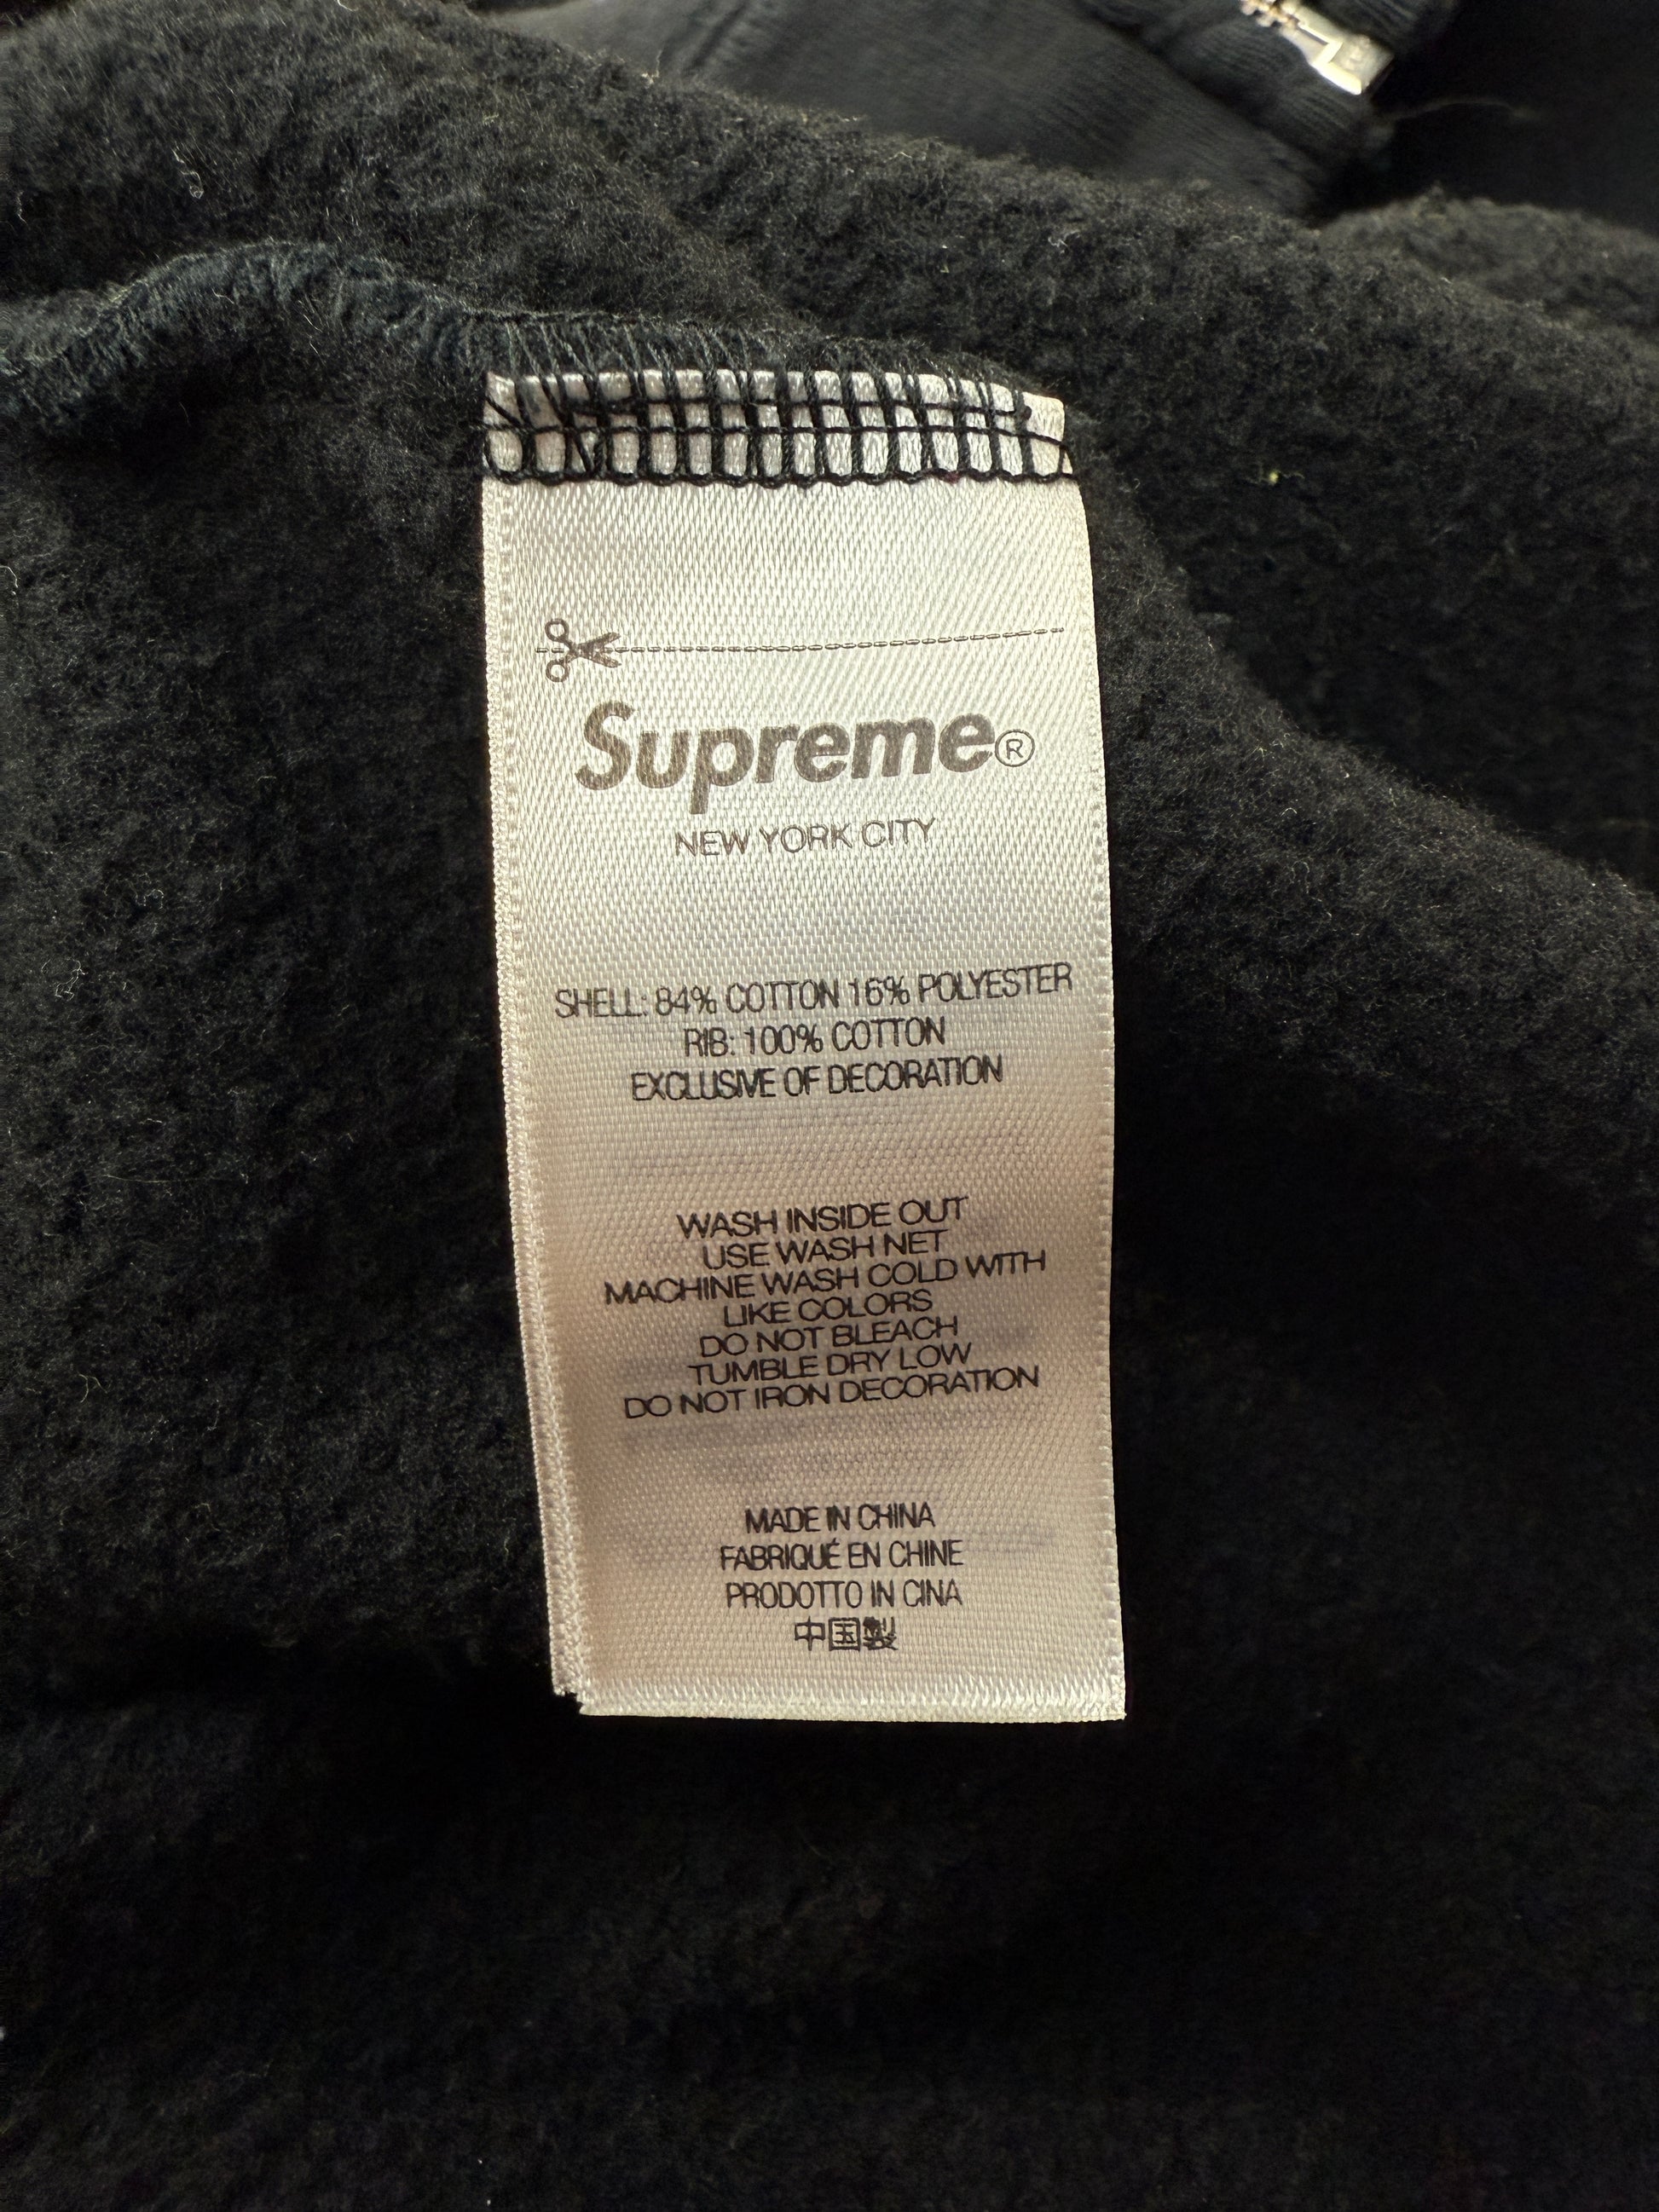 Supreme®
NEW YORK CITY
SHELL: 84% COTTON 16% POLYESTER
RIB: 100% COTTON
EXCLUSIVE OF DECORATION
WASH INSIDE OUT
USE WASH NET
MACHINE WASH COLD WITH
LIKE COLORS
DO NOT BLEACH
TUMBLE DRY LOW
DO NOT IRON DECORATION
MADE IN CHINA
FABRIQUÉ EN CHINE
PRODOTTO IN CINA
中国製